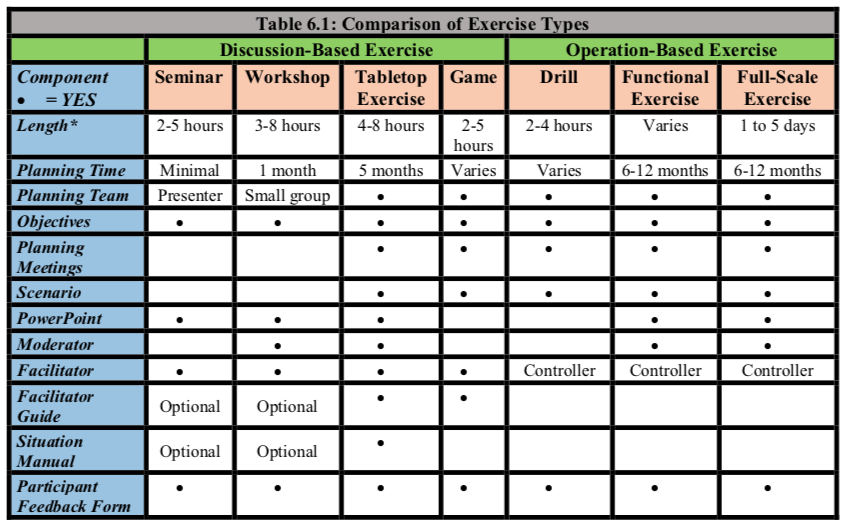 Table 6.1: Comparison of Exercise Types
Discussion-Based Exercise Operation-Based Exercise
Component Seminar Workshop Tabletop Game Drill Functional Full-Scale
• = YES Exercise Exercise Exercise
Length* 2-5 hours 3-8 hours 4-8 hours 2-5 2-4 hours Varies 1 to 5 days
hours
Planning Time Minimal 1 month 5 months Varies Varies 6-12 months 6-12 months
Planning Team Presenter Small group • • • • •
Objectives • • • • • • •
Planning • • • • •
Meetings
Scenario • • • • •
PowerPoint • • • • •
Moderator • • • •
Facilitator • • • • Controller Controller Controller
Facilitator • •
Guide Optional Optional
Situation •
Manual Optional Optional
Participant • • • • • • •
Feedback Form